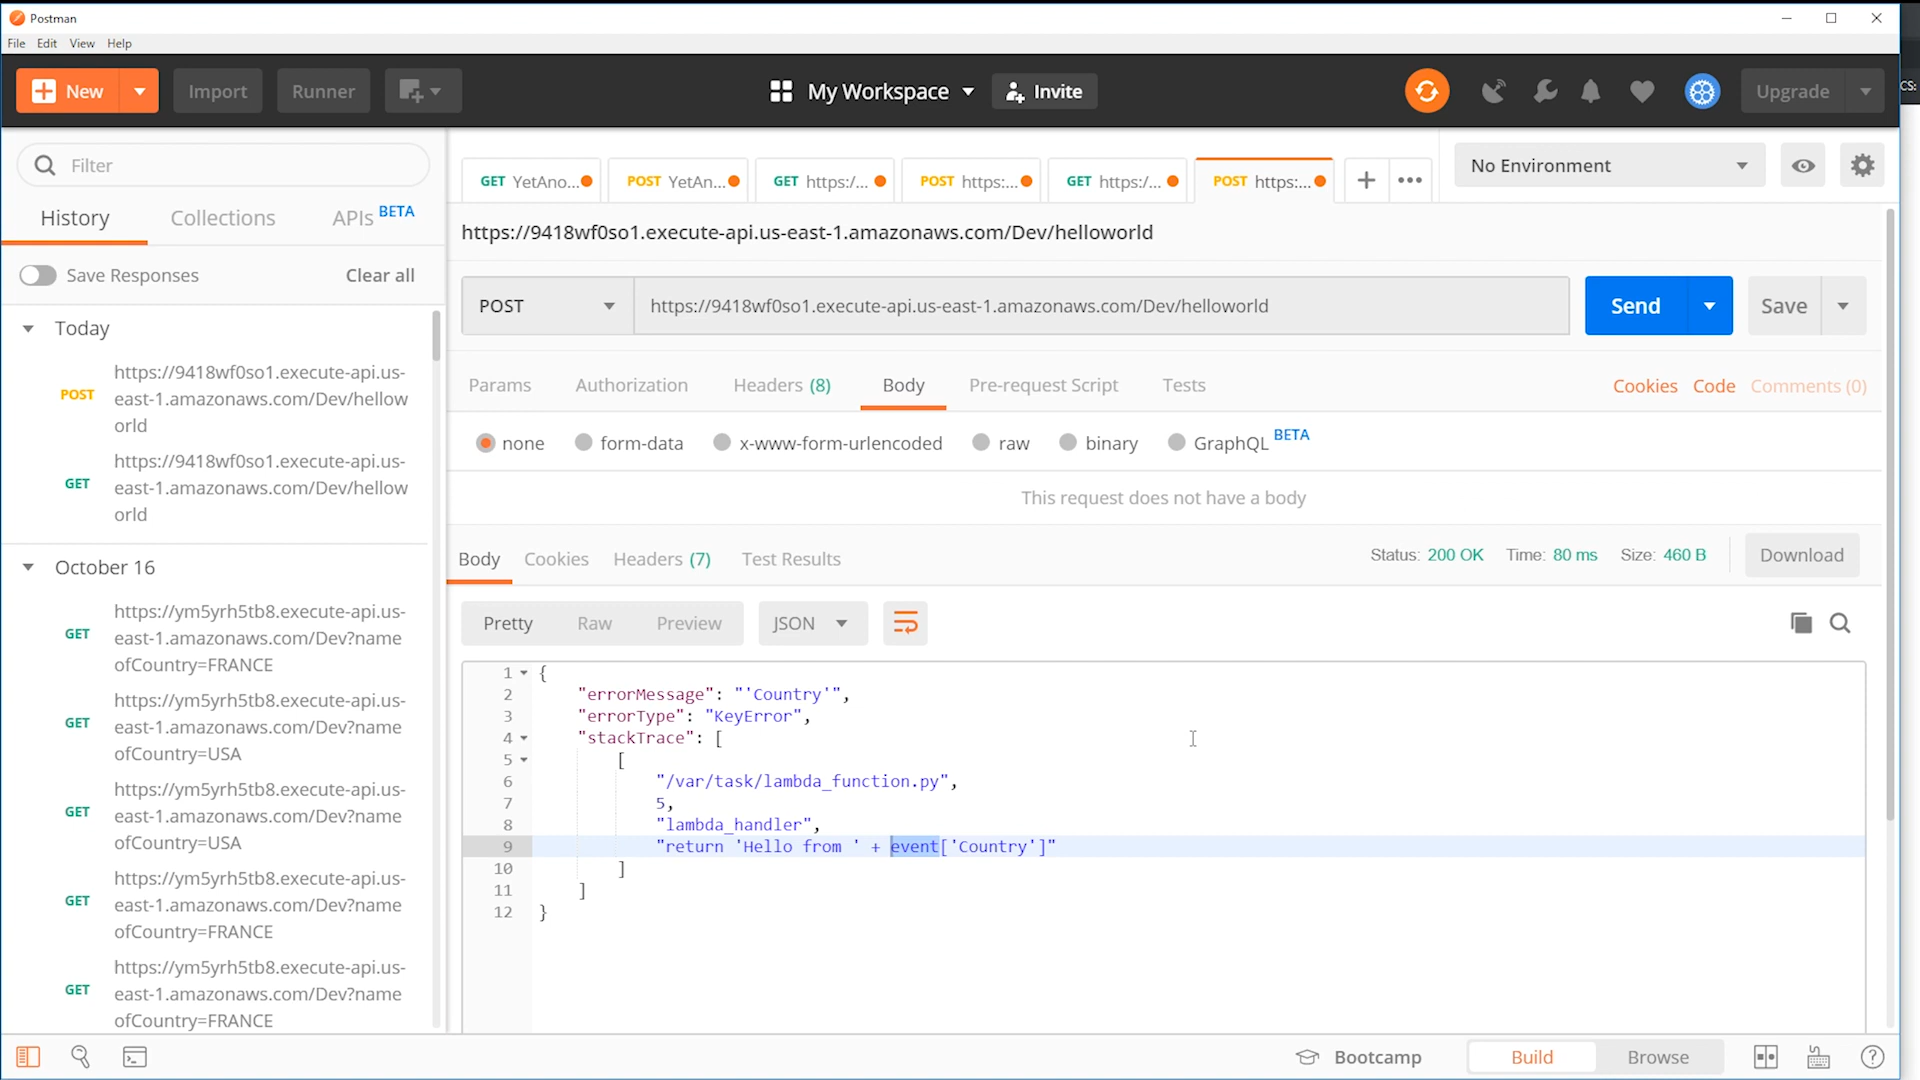 Postman
File Edit View Help
New Import Runner My Workspace Invite Upgrade
CS:
Filter
History Collections APIs BETA
Save Responses Clear all
Today
POST https://9418wf0so1.execute-api.us-
east-1.amazonaws.com/Dev/hellow
orld
GET https://9418wf0so1.execute-api.us-
east-1.amazonaws.com/Dev/hellow
orld
October 16
GET https://ym5yrh5tb8.execute-api.us-
east-1.amazonaws.com/Dev?name
ofCountry=FRANCE
GET https://ym5yrh5tb8.execute-api.us-
east-1.amazonaws.com/Dev?name
ofCountry=USA
GET https://ym5yrh5tb8.execute-api.us-
east-1.amazonaws.com/Dev?name
ofCountry=USA
GET https://ym5yrh5tb8.execute-api.us-
east-1.amazonaws.com/Dev?name
ofCountry=FRANCE
GET https://ym5yrh5tb8.execute-api.us-
east-1.amazonaws.com/Dev?name
ofCountry=FRANCE
GET YetAno... POST YetAn... GET https:/... POST https:... GET https:/... POST https:... + ••• No Environment
https://9418wf0so1.execute-api.us-east-1.amazonaws.com/Dev/helloworld
POST https://9418wf0so1.execute-api.us-east-1.amazonaws.com/Dev/helloworld Send Save
Params Authorization Headers (8) Body Pre-request Script Tests Cookies Code Comments (0)
none form-data x-www-form-urlencoded raw binary GraphQL BETA
This request does not have a body
Body Cookies Headers (7) Test Results Status: 200 OK Time: 80 ms Size: 460 B Download
Pretty Raw Preview JSON
1 {
2 "errorMessage": "'Country'",
3 "errorType": "KeyError",
4 "stackTrace": [
5 [
6 "/var/task/lambda_function.py",
7 5,
8 "lambda_handler",
9 "return 'Hello from ' + event['Country']"
10 ]
11 ]
12 }
Bootcamp Build Browse